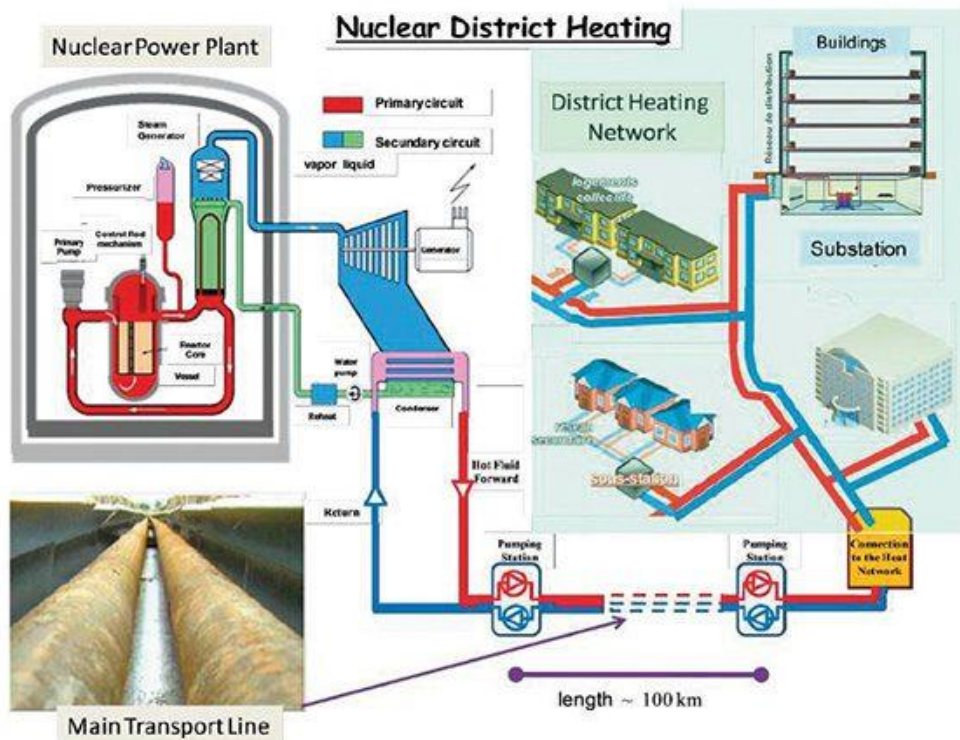 Nuclear District Heating
Nuclear Power Plant
Primary circuit
Secundary circuit
vapor liquid
Steam
Generator
Pressurizer
Control Rod
mechanism
Primary
Pump
Reactor
Core
Vessel
Generator
Water
pump
Reheat
Condenser
Hot Fluid
Forward
Return
Buildings
Réseau de distribution
District Heating
Network
logements
collectifs
Substation
réseau
secondaire
sous-station
Pumping
Station
Pumping
Station
Connection
to the Heat
Network
length ~ 100 km
Main Transport Line